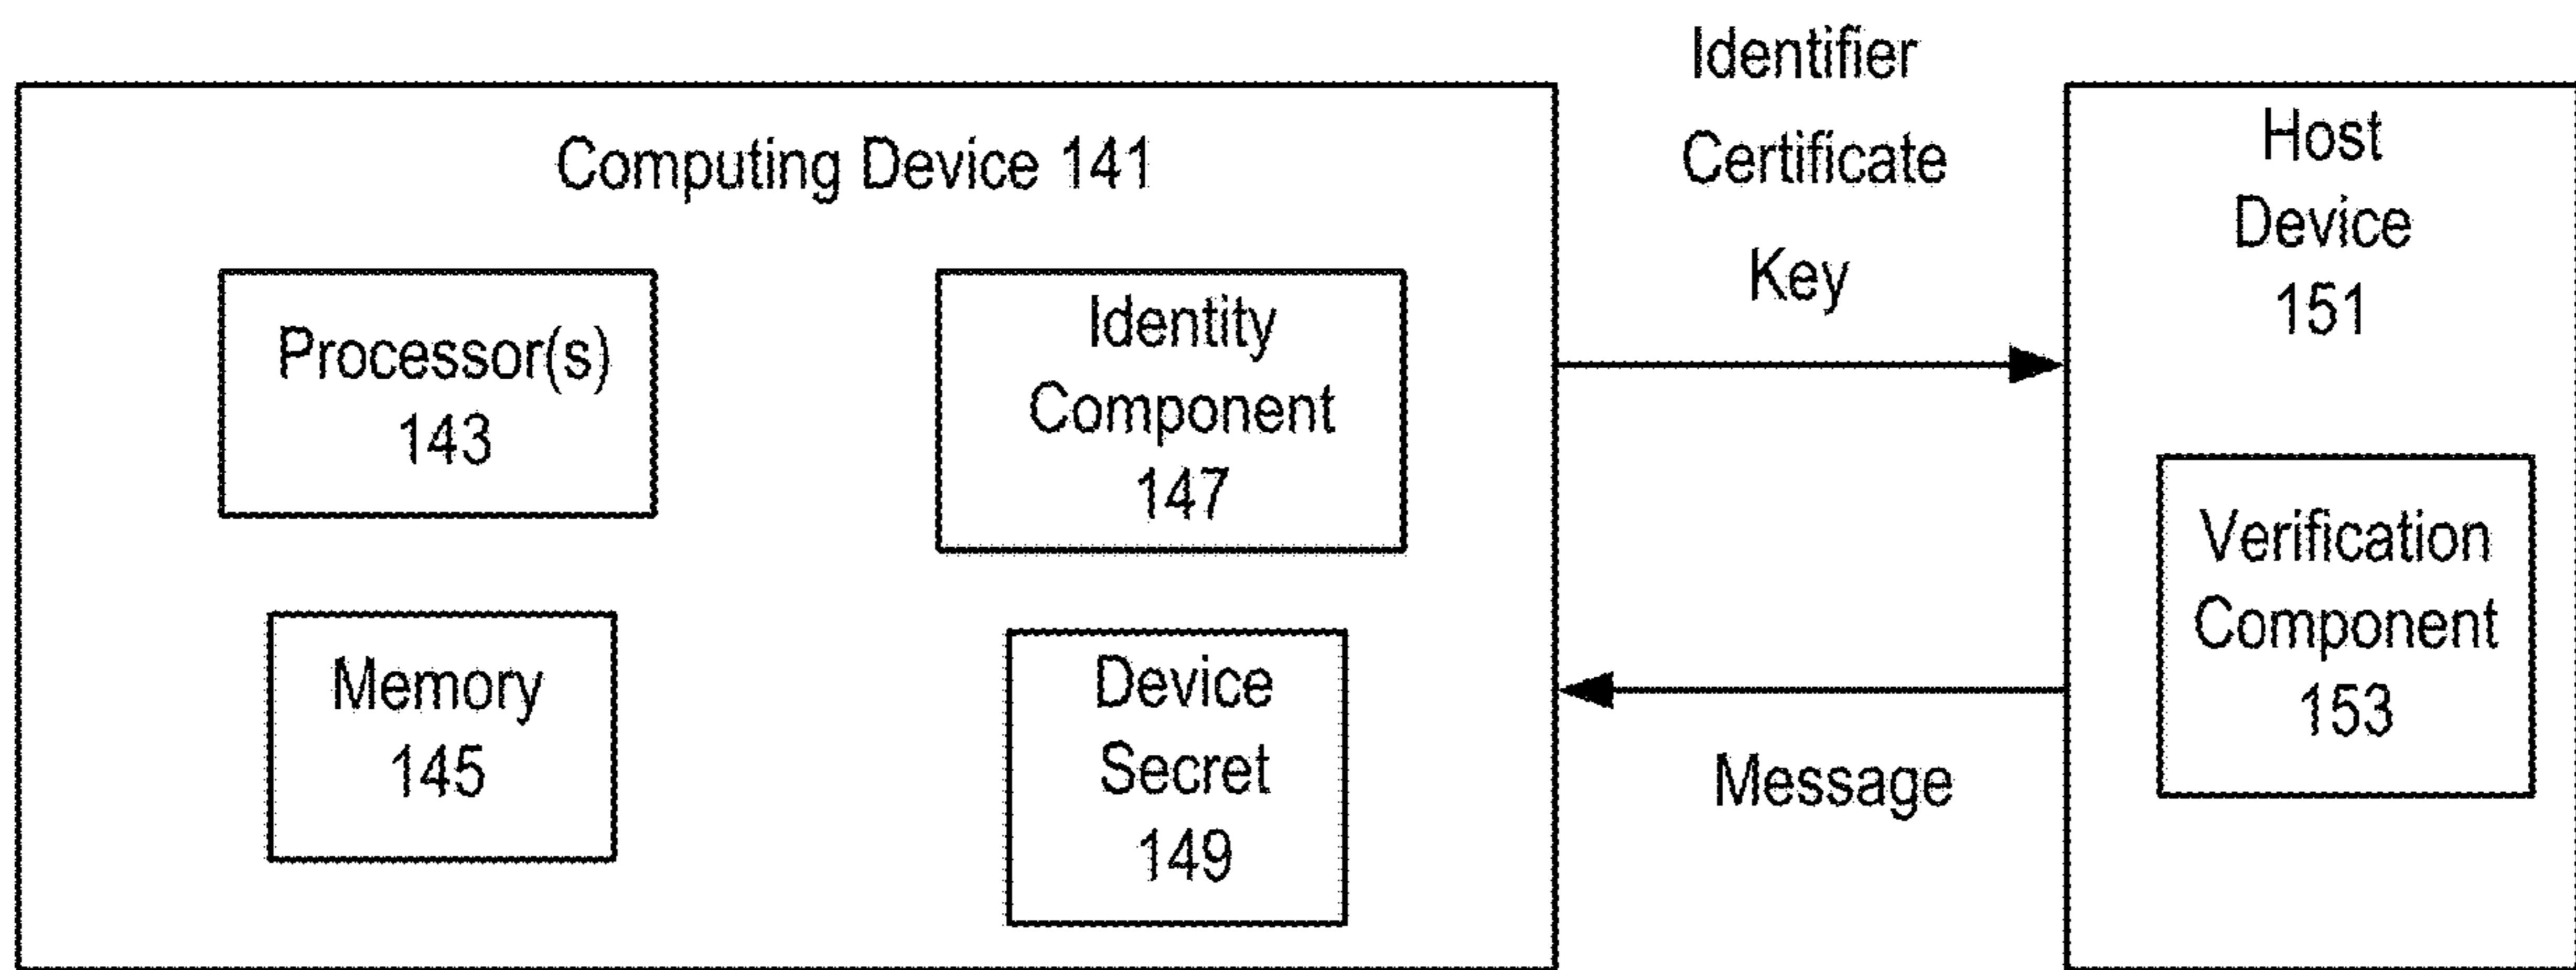 Computing Device 141
Processor(s)
143
Identity
Component
147
Memory
145
Device
Secret
149
Identifier
Certificate
Key
Message
Host
Device
151
Verification
Component
153